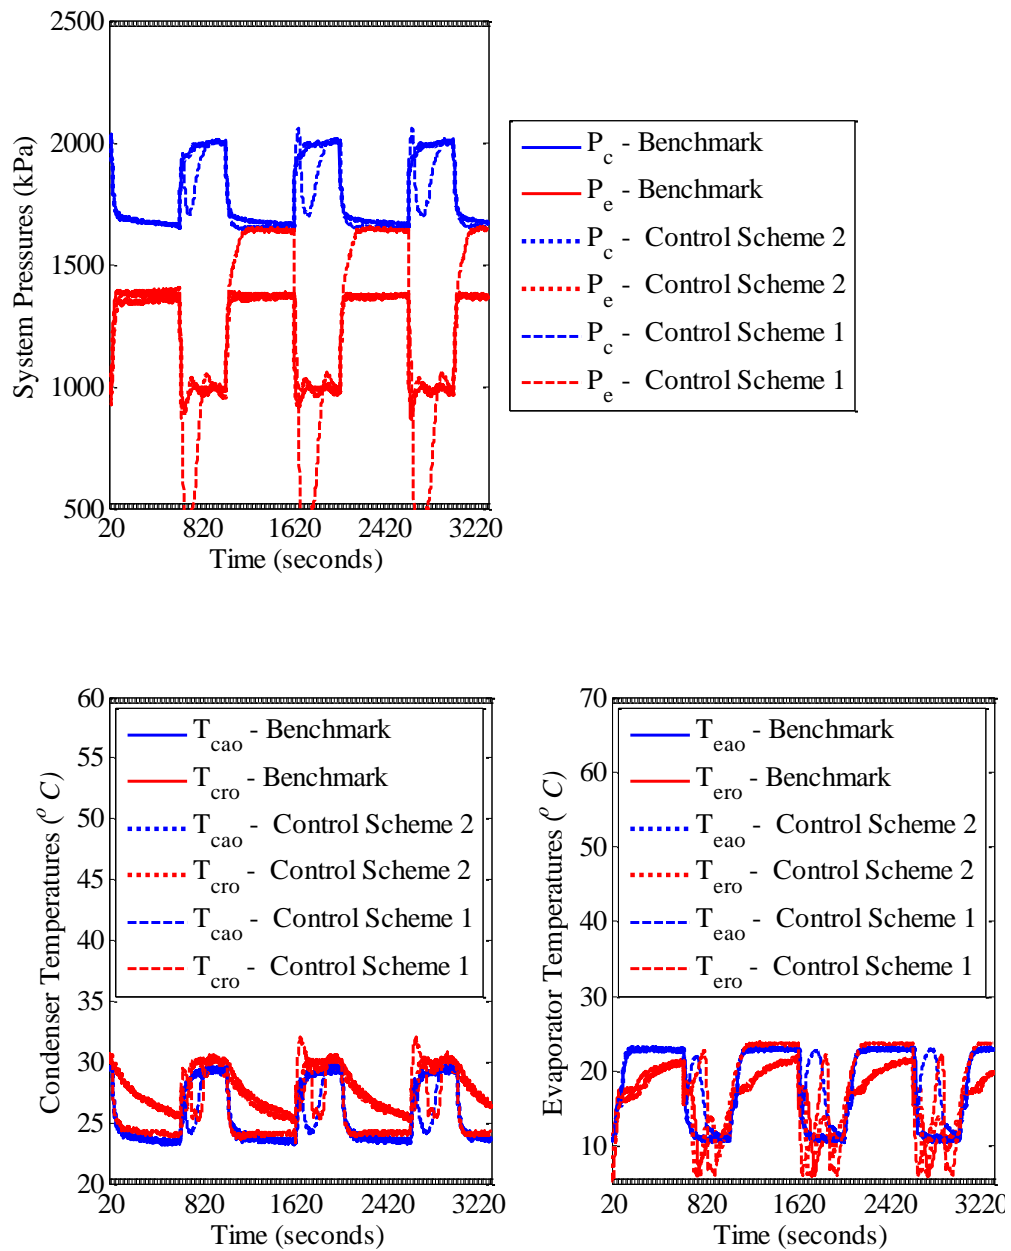 2500
2000
1500
1000
500
System Pressures (kPa)
20 820 1620 2420 3220
Time (seconds)
P_c - Benchmark
P_e - Benchmark
P_c - Control Scheme 2
P_e - Control Scheme 2
P_c - Control Scheme 1
P_e - Control Scheme 1
60
55
50
45
40
35
30
25
20
Condenser Temperatures (° C)
T_cao - Benchmark
T_cro - Benchmark
T_cao - Control Scheme 2
T_cro - Control Scheme 2
T_cao - Control Scheme 1
T_cro - Control Scheme 1
20 820 1620 2420 3220
Time (seconds)
70
60
50
40
30
20
10
Evaporator Temperatures (° C)
T_eao - Benchmark
T_ero - Benchmark
T_eao - Control Scheme 2
T_ero - Control Scheme 2
T_eao - Control Scheme 1
T_ero - Control Scheme 1
20 820 1620 2420 3220
Time (seconds)